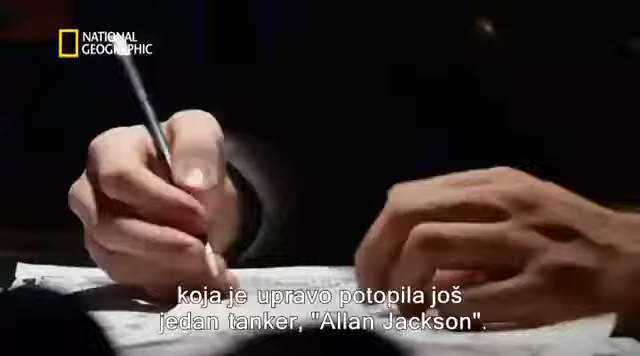 NATIONAL
GEOGRAPHIC
koja je upravo potopila još
jedan tanker, "Allan Jackson".